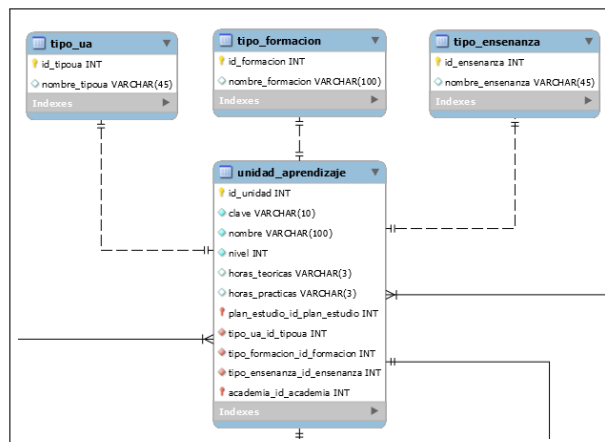 tipo_ua
id_tipoua INT
nombre_tipoua VARCHAR(45)
Indexes
tipo_formacion
id_formacion INT
nombre_formacion VARCHAR(100)
Indexes
tipo_ensenanza
id_ensenanza INT
nombre_ensenanza VARCHAR(45)
Indexes
unidad_aprendizaje
id_unidad INT
clave VARCHAR(10)
nombre VARCHAR(100)
nivel INT
horas_teoricas VARCHAR(3)
horas_practicas VARCHAR(3)
plan_estudio_id_plan_estudio INT
tipo_ua_id_tipoua INT
tipo_formacion_id_formacion INT
tipo_ensenanza_id_ensenanza INT
academia_id_academia INT
Indexes